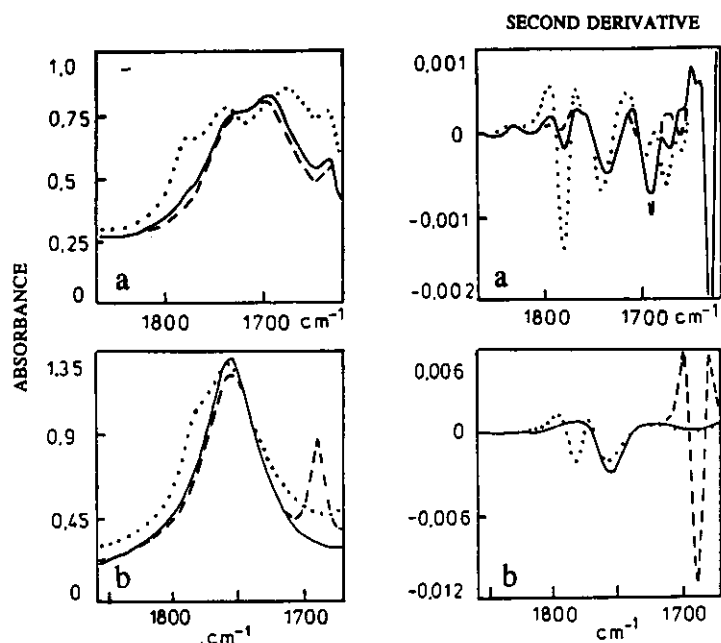 SECOND DERIVATIVE
ABSORBANCE
1,0
0.75
0.5
0.25
0
a
1800
1700 cm-1
0,001
0
-0.001
-0.002
a
1800
1700 cm-1
1.35
0.9
0.45
0
b
1800
1700
.cm-1
0,006
0
-0,006
-0,012
b
1800
1700
cm-1